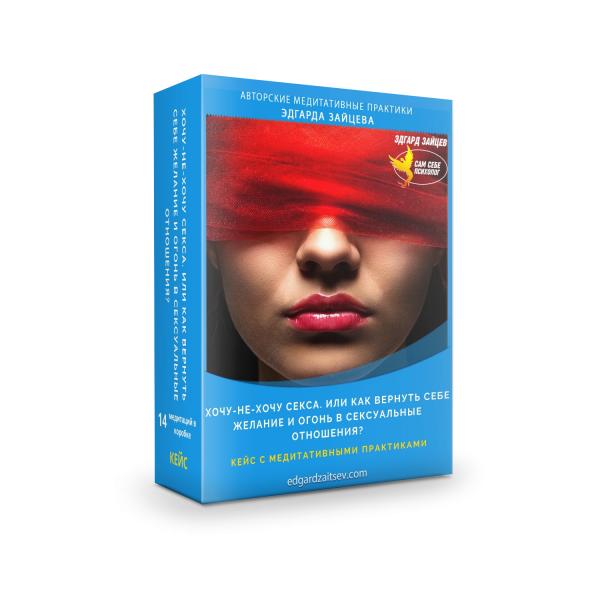 АВТОРСКИЕ МЕДИТАТИВНЫЕ ПРАКТИКИ
ЭДГАРДА ЗАЙЦЕВА
ЭДГАРД ЗАЙЦЕВ
САМ СЕБЕ
ПСИХОЛОГ
ХОЧУ-НЕ-ХОЧУ СЕКСА. ИЛИ КАК ВЕРНУТЬ СЕБЕ
ЖЕЛАНИЕ И ОГОНЬ В СЕКСУАЛЬНЫЕ
ОТНОШЕНИЯ?
КЕЙС С МЕДИТАТИВНЫМИ ПРАКТИКАМИ
edgardzaitsev.com
ХОЧУ-НЕ-ХОЧУ СЕКСА. ИЛИ КАК ВЕРНУТЬ
СЕБЕ ЖЕЛАНИЕ И ОГОНЬ В СЕКСУАЛЬНЫЕ
ОТНОШЕНИЯ?
14 медитаций в
коробке
КЕЙС